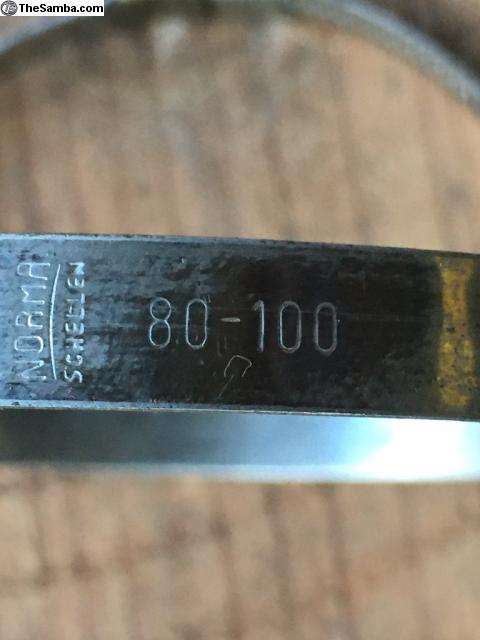 TheSamba.com
NORMA
SCHELLEN
80-100